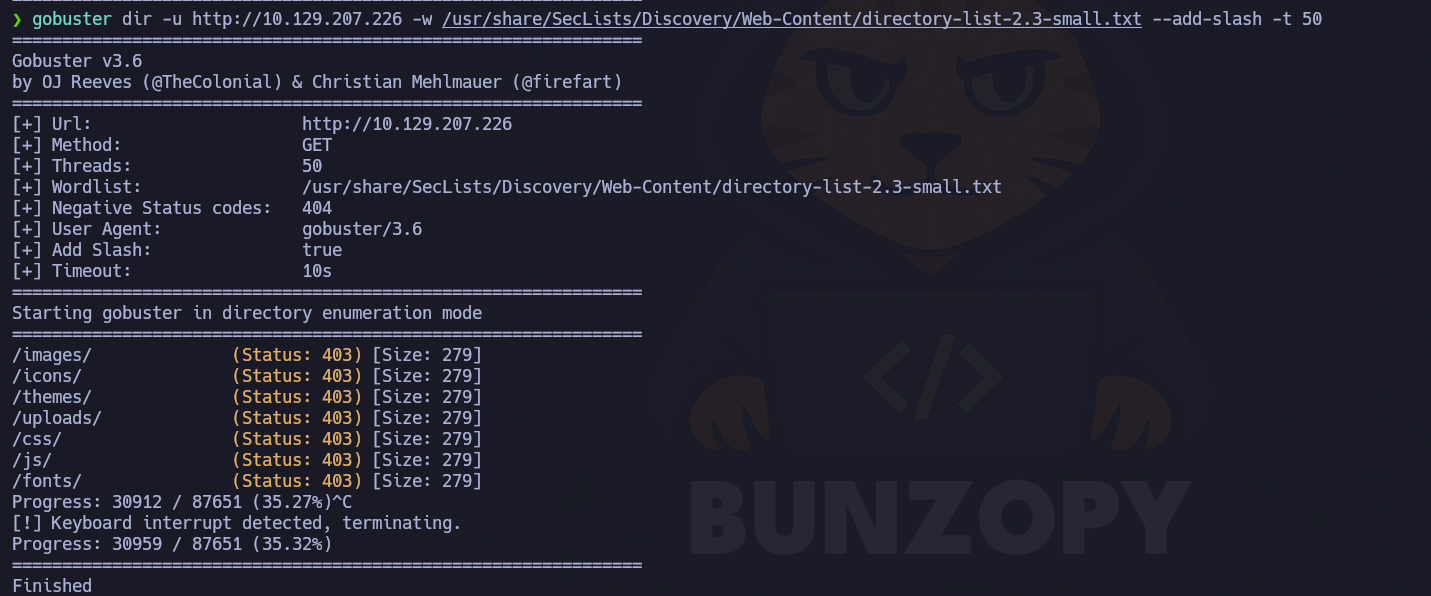 ===============================================================
❯ gobuster dir -u http://10.129.207.226 -w /usr/share/SecLists/Discovery/Web-Content/directory-list-2.3-small.txt --add-slash -t 50
===============================================================
Gobuster v3.6
by OJ Reeves (@TheColonial) & Christian Mehlmauer (@firefart)
===============================================================
[+] Url:                     http://10.129.207.226
[+] Method:                  GET
[+] Threads:                 50
[+] Wordlist:                /usr/share/SecLists/Discovery/Web-Content/directory-list-2.3-small.txt
[+] Negative Status codes:   404
[+] User Agent:              gobuster/3.6
[+] Add Slash:               true
[+] Timeout:                 10s
===============================================================
Starting gobuster in directory enumeration mode
===============================================================
/images/              (Status: 403) [Size: 279]
/icons/               (Status: 403) [Size: 279]
/themes/              (Status: 403) [Size: 279]
/uploads/             (Status: 403) [Size: 279]
/css/                 (Status: 403) [Size: 279]
/js/                  (Status: 403) [Size: 279]
/fonts/               (Status: 403) [Size: 279]
Progress: 30912 / 87651 (35.27%)^C
[!] Keyboard interrupt detected, terminating.
Progress: 30959 / 87651 (35.32%)
===============================================================
Finished
</>
BUNZOPY